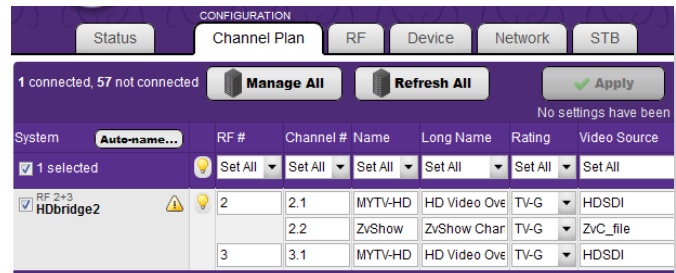 CONFIGURATION
Status Channel Plan RF Device Network STB
1 connected, 57 not connected Manage All Refresh All Apply
No settings have been
System Auto-name... RF # Channel # Name Long Name Rating Video Source
1 selected Set All Set All Set All Set All Set All Set All
RF 2+3
HDbridge2 2 2.1 MYTV-HD HD Video Ove TV-G HDSDI
2.2 ZvShow ZvShow Chan TV-G ZvC_file
3 3.1 MYTV-HD HD Video Ove TV-G HDSDI